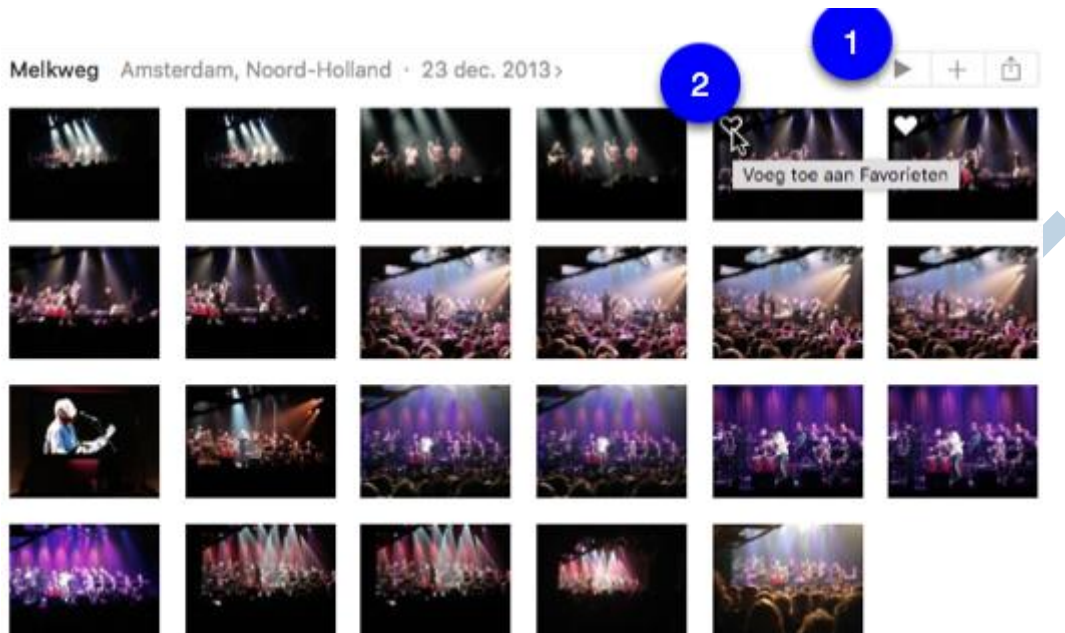 1
Melkweg Amsterdam, Noord-Holland · 23 dec. 2013 >
2
Voeg toe aan Favorieten